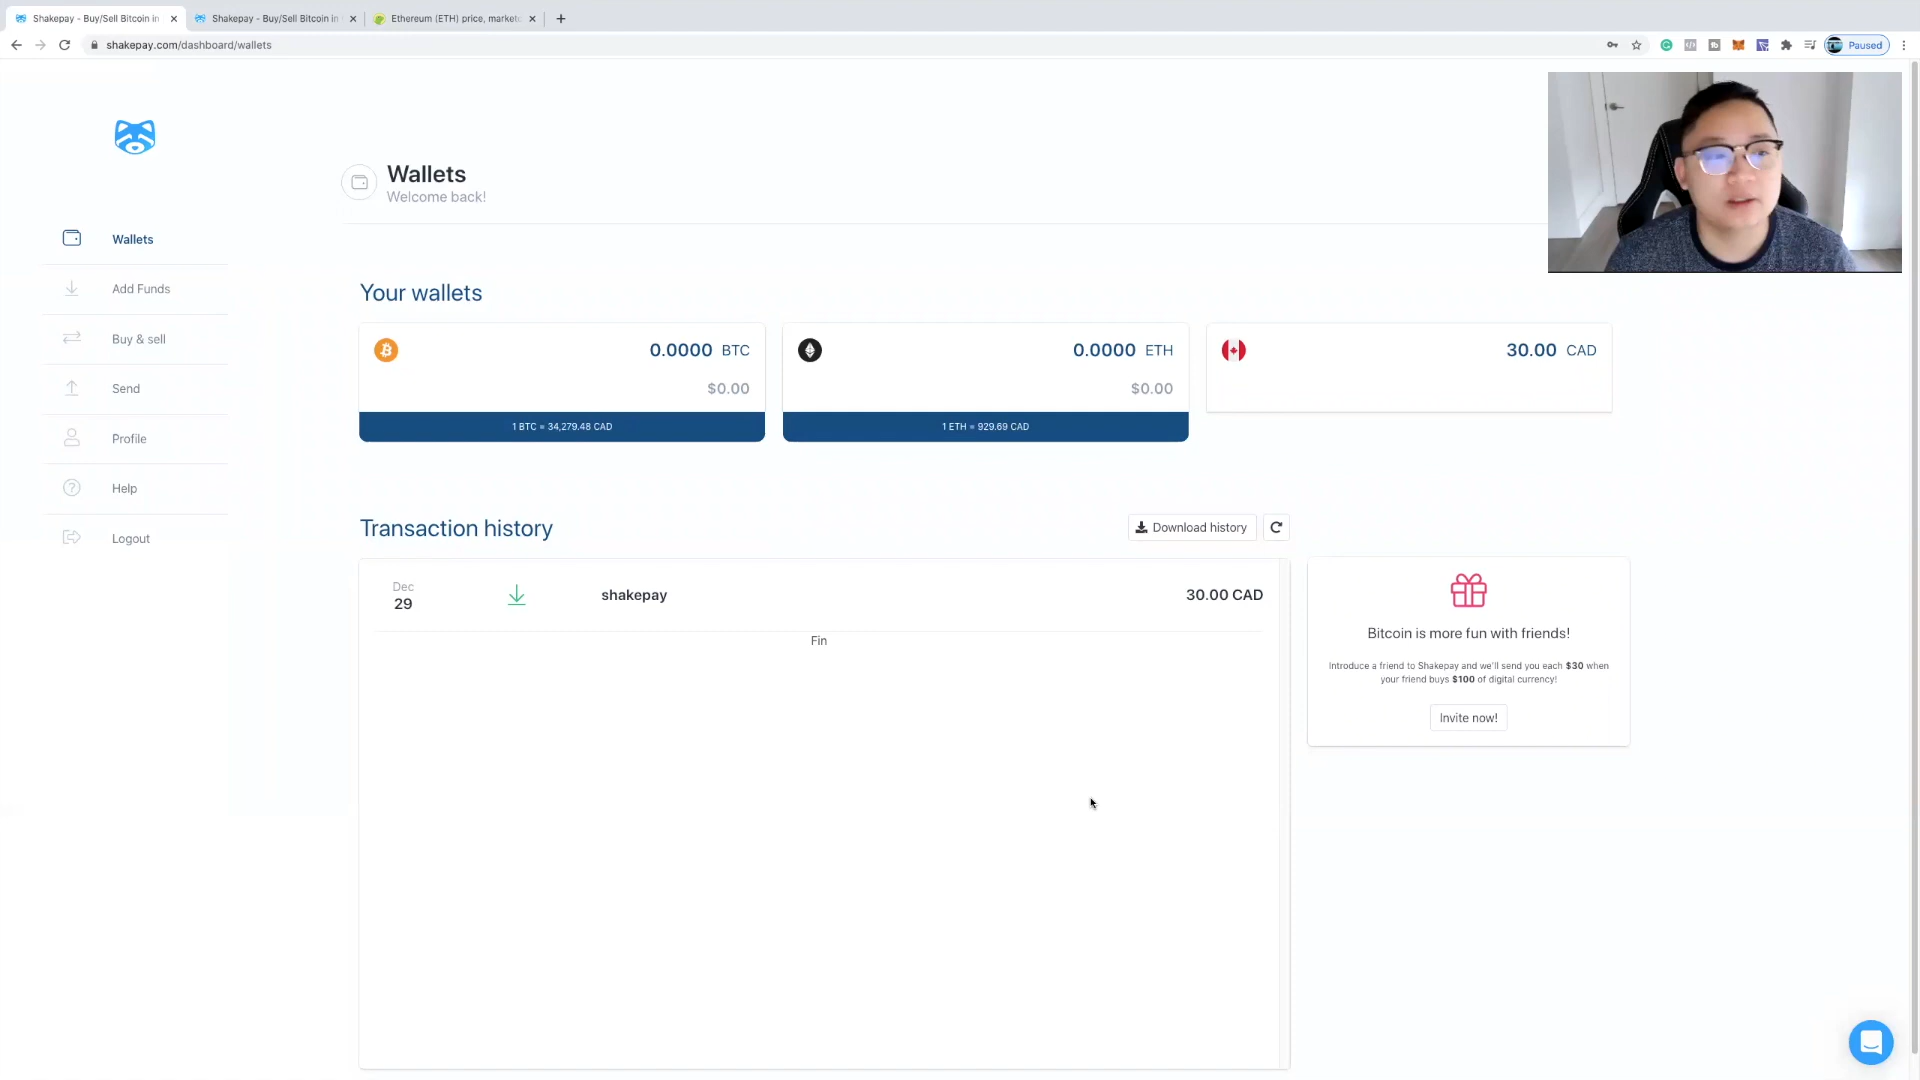 Shakepay - Buy/Sell Bitcoin in
Shakepay - Buy/Sell Bitcoin in
Ethereum (ETH) price, market
shakepay.com/dashboard/wallets
Paused
Wallets
Welcome back!
Wallets
Add Funds
Buy & sell
Send
Profile
Help
Logout
Your wallets
0.0000 BTC
$0.00
1 BTC = 34,279.48 CAD
0.0000 ETH
$0.00
1 ETH = 929.69 CAD
30.00 CAD
Transaction history
Download history
Dec
29
shakepay
30.00 CAD
Fin
Bitcoin is more fun with friends!
Introduce a friend to Shakepay and we'll send you each $30 when
your friend buys $100 of digital currency!
Invite now!